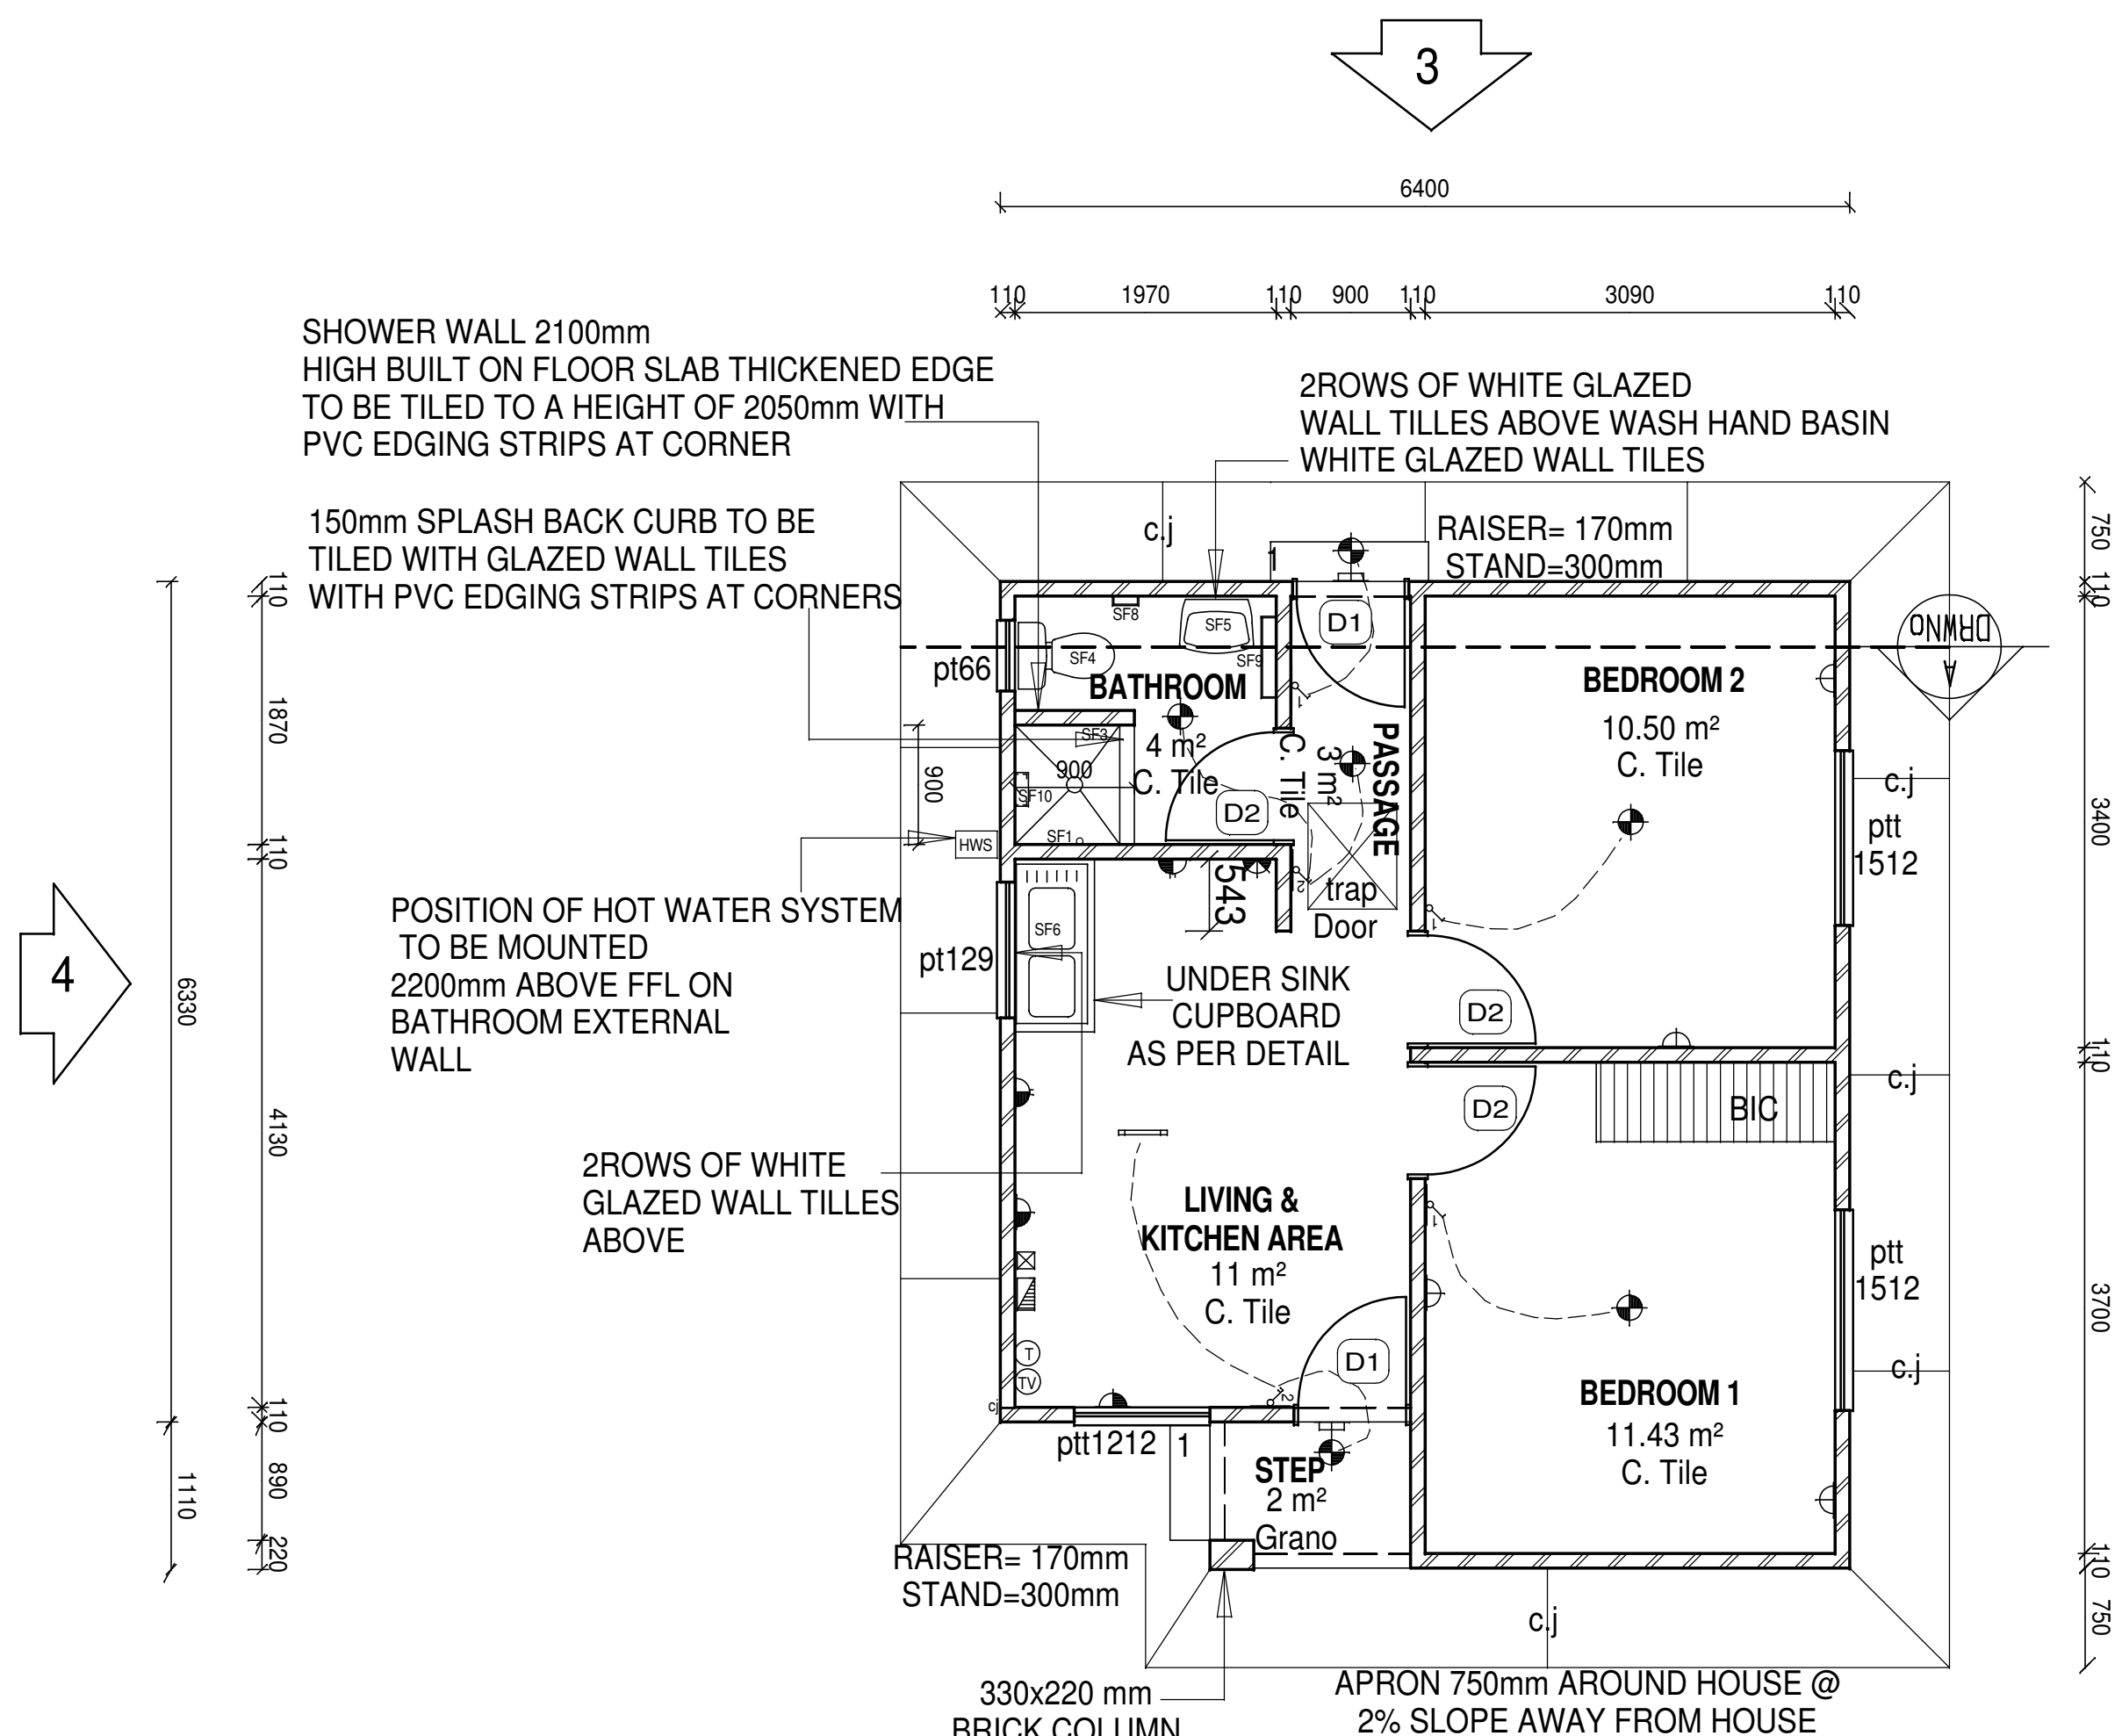 3
6400
110
1970
110
900
110
3090
110
SHOWER WALL 2100mm
HIGH BUILT ON FLOOR SLAB THICKENED EDGE
TO BE TILED TO A HEIGHT OF 2050mm WITH
PVC EDGING STRIPS AT CORNER
2ROWS OF WHITE GLAZED
WALL TILLES ABOVE WASH HAND BASIN
WHITE GLAZED WALL TILES
150mm SPLASH BACK CURB TO BE
TILED WITH GLAZED WALL TILES
WITH PVC EDGING STRIPS AT CORNERS
c.j
1
RAISER= 170mm
STAND=300mm
750
110
110
SF8
SF5
D1
DRWNO
A
SF4
SF9
pt66
BATHROOM
4 m²
C. Tile
BEDROOM 2
10.50 m²
C. Tile
1870
900
SF3
900
SF10
SF1
D2
PASSAGE
3 m²
C. Tile
1
c.j
ptt
1512
3400
110
HWS
543
2
trap
Door
1
POSITION OF HOT WATER SYSTEM
TO BE MOUNTED
2200mm ABOVE FFL ON
BATHROOM EXTERNAL
WALL
4
6330
pt129
SF6
UNDER SINK
CUPBOARD
AS PER DETAIL
D2
110
c.j
D2
BIC
4130
2ROWS OF WHITE
GLAZED WALL TILLES
ABOVE
LIVING &
KITCHEN AREA
11 m²
C. Tile
1
ptt
1512
3700
T
TV
D1
c.j
BEDROOM 1
11.43 m²
C. Tile
cj
2
110
ptt1212
1
STEP
2 m²
Grano
890
1110
220
RAISER= 170mm
STAND=300mm
110
750
c.j
330x220 mm
BRICK COLUMN
APRON 750mm AROUND HOUSE @
2% SLOPE AWAY FROM HOUSE